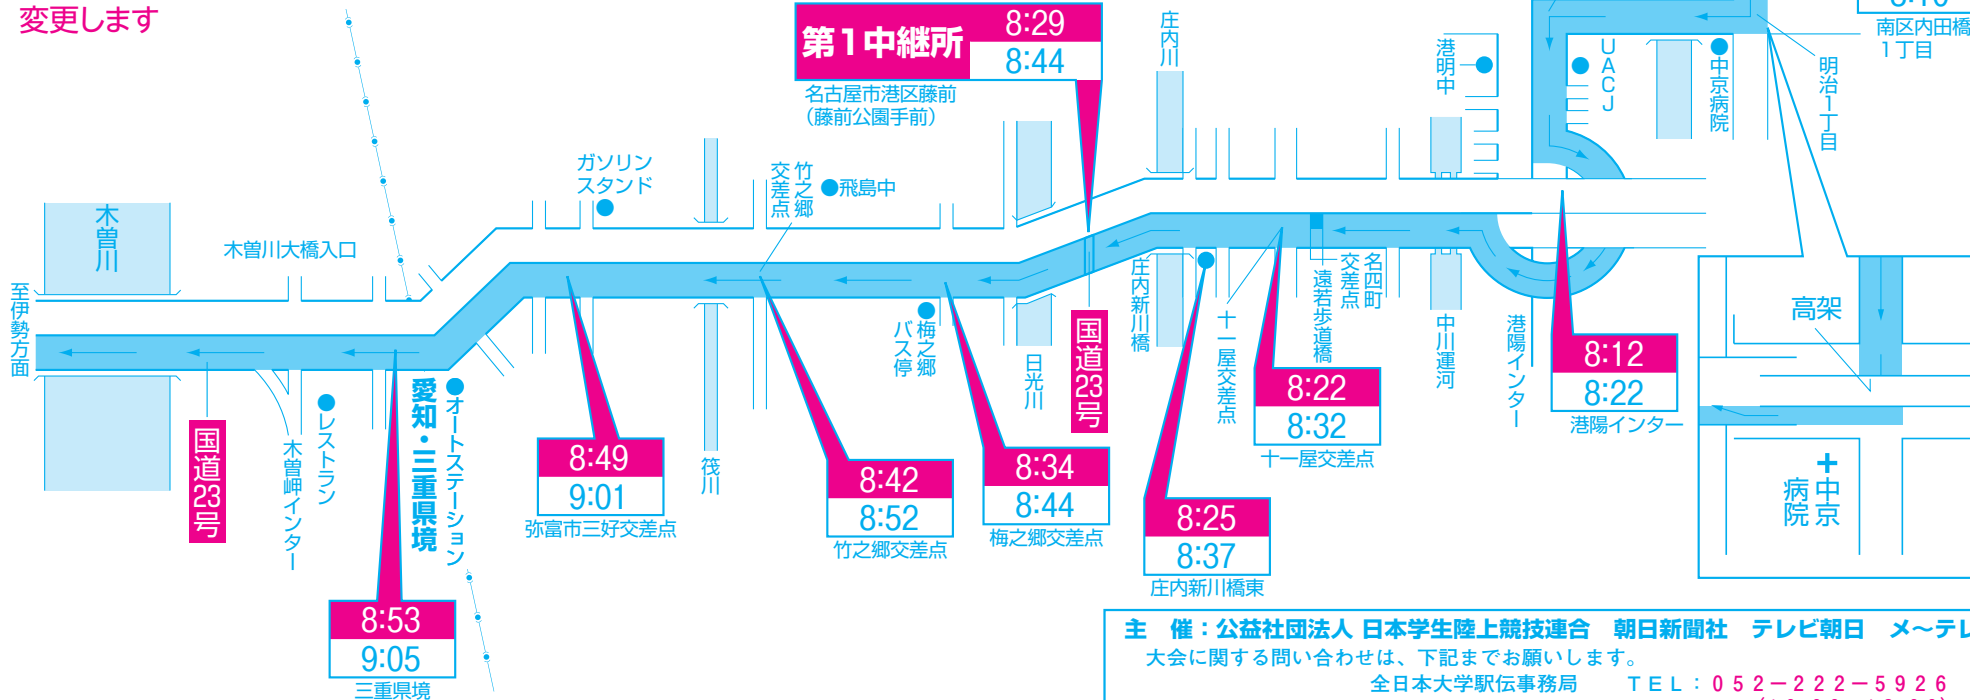 変更します
第1中継所
8:29
8:44
名古屋市港区藤前
（藤前公園手前）
庄内川
港明中
UACJ
中京病院
明治1丁目
南区内田橋
1丁目
木曽川
木曽川大橋入口
ガソリン
スタンド
竹之郷
交差点
飛島中
至伊勢方面
国道23号
木曽岬インター
レストラン
愛知・三重県境
オートステーション
8:53
9:05
三重県境
8:49
9:01
弥富市三好交差点
筏川
8:42
8:52
竹之郷交差点
梅之郷
バス停
8:34
8:44
梅之郷交差点
日光川
国道23号
庄内新川橋
8:25
8:37
庄内新川橋東
十一屋交差点
8:22
8:32
十一屋交差点
遠若歩道橋
名四町
交差点
中川運河
港陽インター
8:12
8:22
港陽インター
高架
中京
病院
主　催：公益社団法人 日本学生陸上競技連合　朝日新聞社　テレビ朝日　メ〜テレ
大会に関する問い合わせは、下記までお願いします。
全日本大学駅伝事務局　TEL：052－222－5926